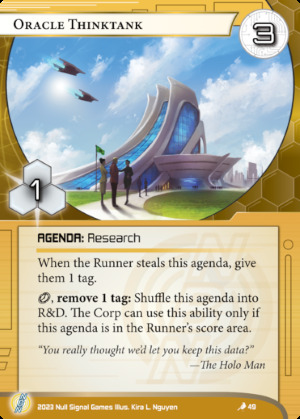 Oracle Thinktank
3
1
AGENDA: Research
When the Runner steals this agenda, give
them 1 tag.
, remove 1 tag: Shuffle this agenda into
R&D. The Corp can use this ability only if
this agenda is in the Runner's score area.
"You really thought we'd let you keep this data?"
—The Holo Man
2023 Null Signal Games Illus. Kira L. Nguyen
49